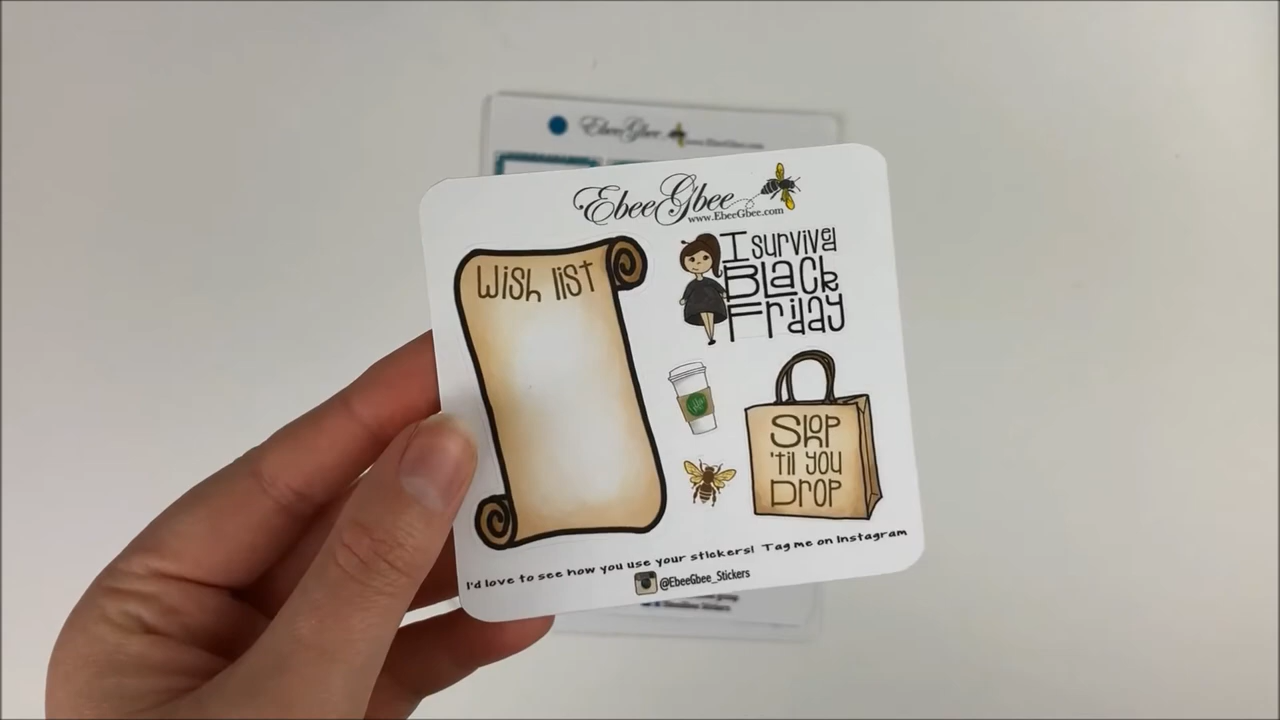 EbeeGbee
www.EbeeGbee.com
EbeeGbee
www.EbeeGbee.com
Wish list
I survived
Black
Friday
Shop
'til you
Drop
I'd love to see how you use your stickers! Tag me on Instagram
@EbeeGbee_Stickers